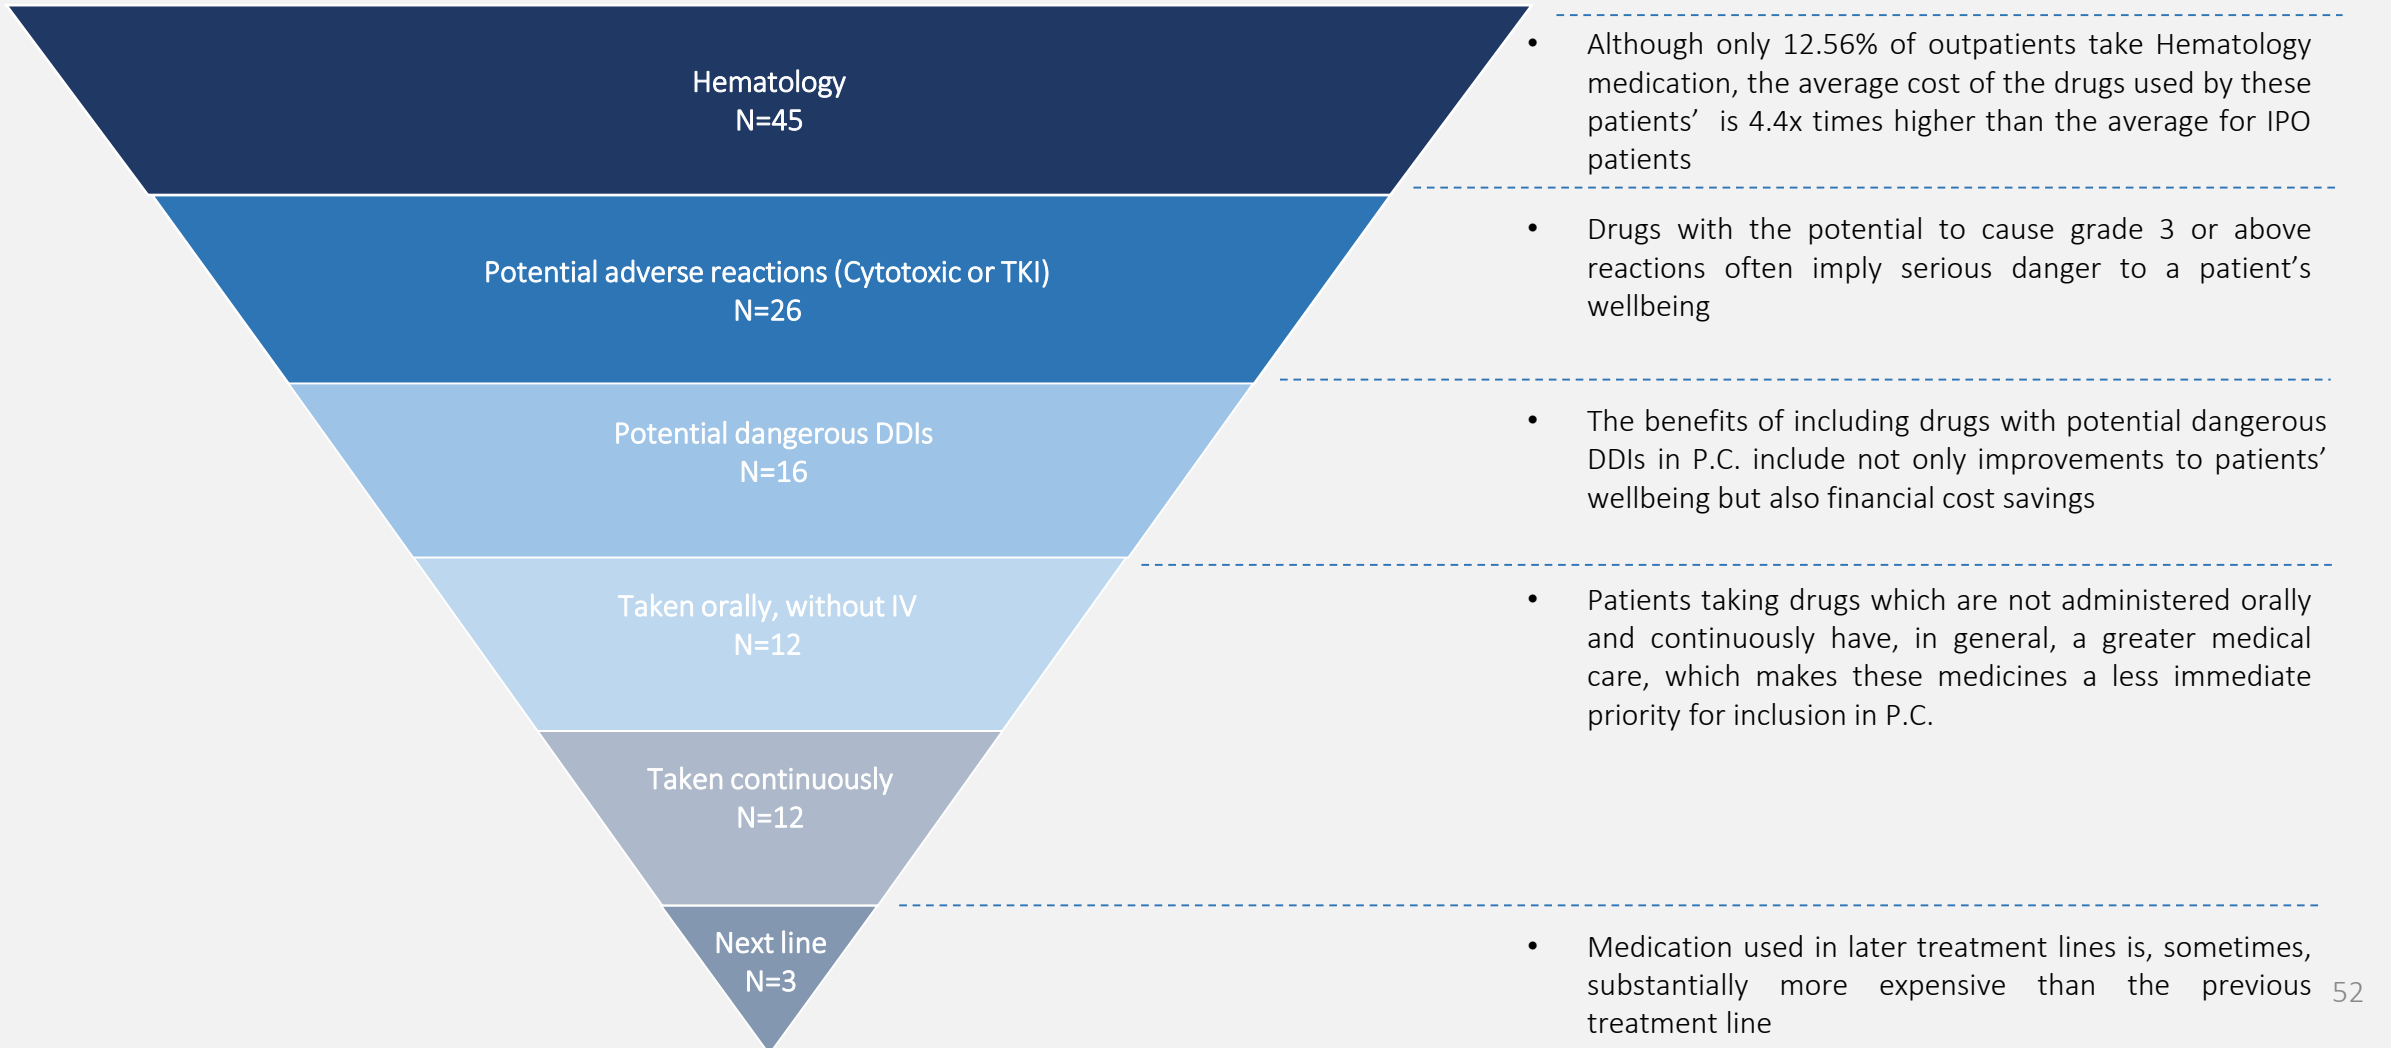 Hematology
N=45
• Although only 12.56% of outpatients take Hematology
medication, the average cost of the drugs used by these
patients’ is 4.4x times higher than the average for IPO
patients
Potential adverse reactions (Cytotoxic or TKI)
N=26
• Drugs with the potential to cause grade 3 or above
reactions often imply serious danger to a patient’s
wellbeing
Potential dangerous DDIs
N=16
• The benefits of including drugs with potential dangerous
DDIs in P.C. include not only improvements to patients’
wellbeing but also financial cost savings
Taken orally, without IV
N=12
• Patients taking drugs which are not administered orally
and continuously have, in general, a greater medical
care, which makes these medicines a less immediate
priority for inclusion in P.C.
Taken continuously
N=12
Next line
N=3
• Medication used in later treatment lines is, sometimes,
substantially more expensive than the previous
treatment line
52